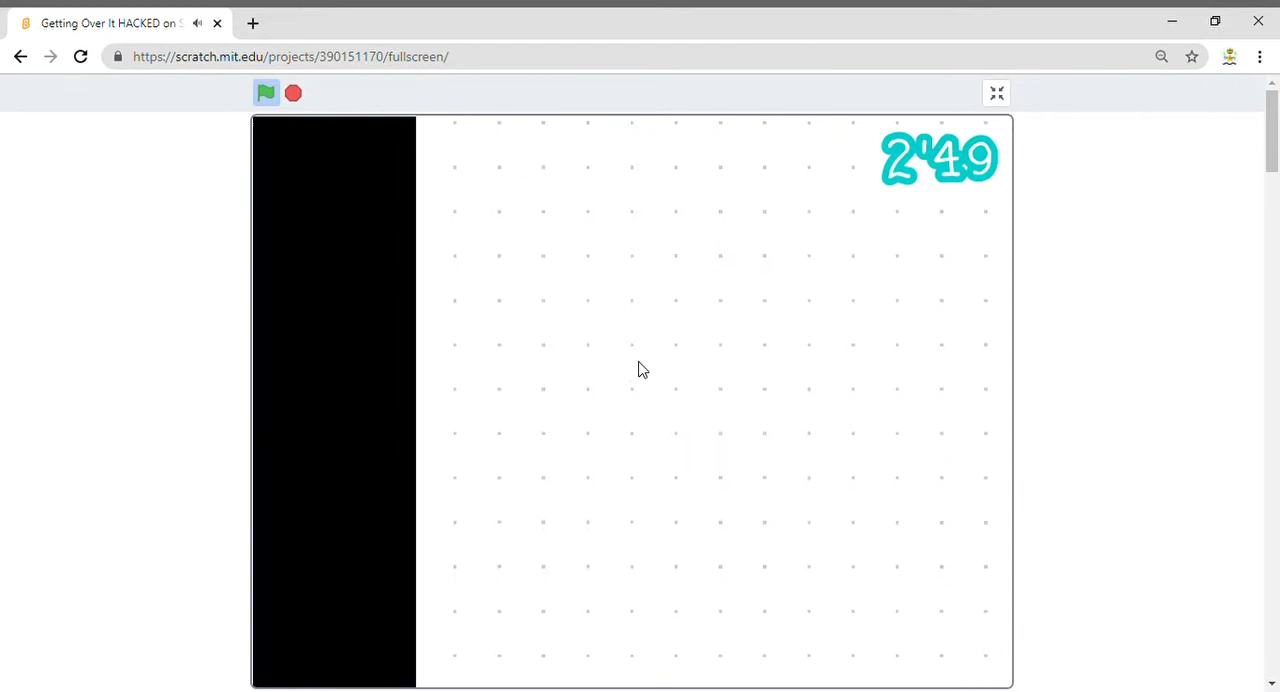 Getting Over It HACKED on S
https://scratch.mit.edu/projects/390151170/fullscreen/
2'49